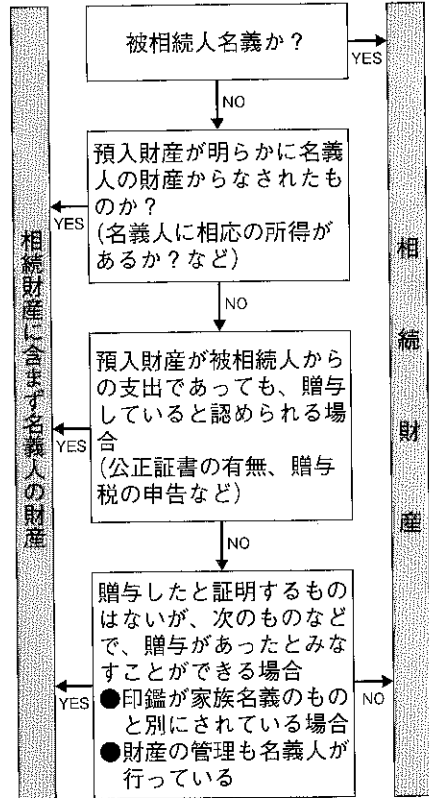 被相続人名義か?
YES
NO
預入財産が明らかに名義
人の財産からなされたも
のか?
(名義人に相応の所得が
あるか?など)
YES
NO
預入財産が被相続人から
の支出であっても、贈与
していると認められる場
合
(公正証書の有無、贈与
税の申告など)
YES
NO
贈与したと証明するもの
はないが、次のものなど
で、贈与があったとみな
すことができる場合
●印鑑が家族名義のもの
と別にされている場合
●財産の管理も名義人が
行っている
YES
NO
相続財産に含まず名義人の財産
相続財産